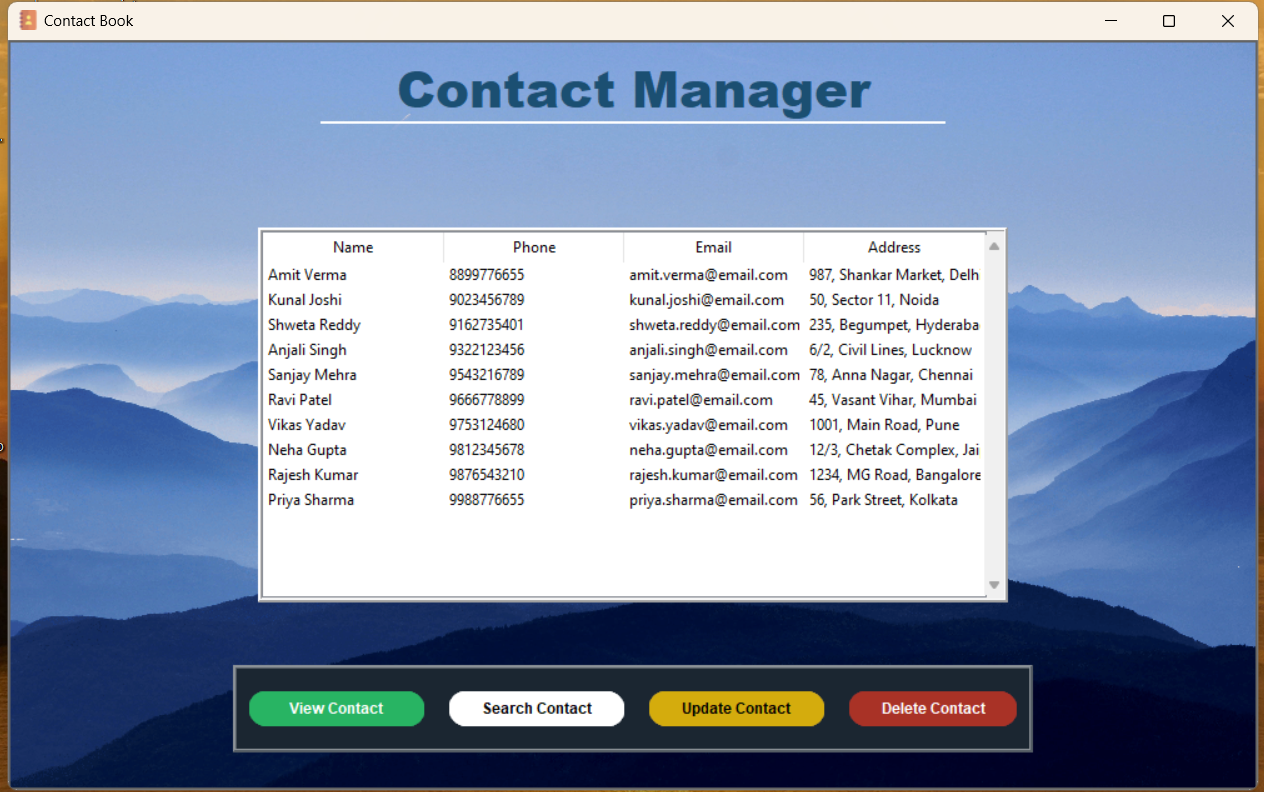 Contact Book
Contact Manager
Name Phone Email Address
Amit Verma 8899776655 amit.verma@email.com 987, Shankar Market, Delh
Kunal Joshi 9023456789 kunal.joshi@email.com 50, Sector 11, Noida
Shweta Reddy 9162735401 shweta.reddy@email.com 235, Begumpet, Hyderaba
Anjali Singh 9322123456 anjali.singh@email.com 6/2, Civil Lines, Lucknow
Sanjay Mehra 9543216789 sanjay.mehra@email.com 78, Anna Nagar, Chennai
Ravi Patel 9666778899 ravi.patel@email.com 45, Vasant Vihar, Mumbai
Vikas Yadav 9753124680 vikas.yadav@email.com 1001, Main Road, Pune
Neha Gupta 9812345678 neha.gupta@email.com 12/3, Chetak Complex, Jai
Rajesh Kumar 9876543210 rajesh.kumar@email.com 1234, MG Road, Bangalore
Priya Sharma 9988776655 priya.sharma@email.com 56, Park Street, Kolkata
View Contact Search Contact Update Contact Delete Contact